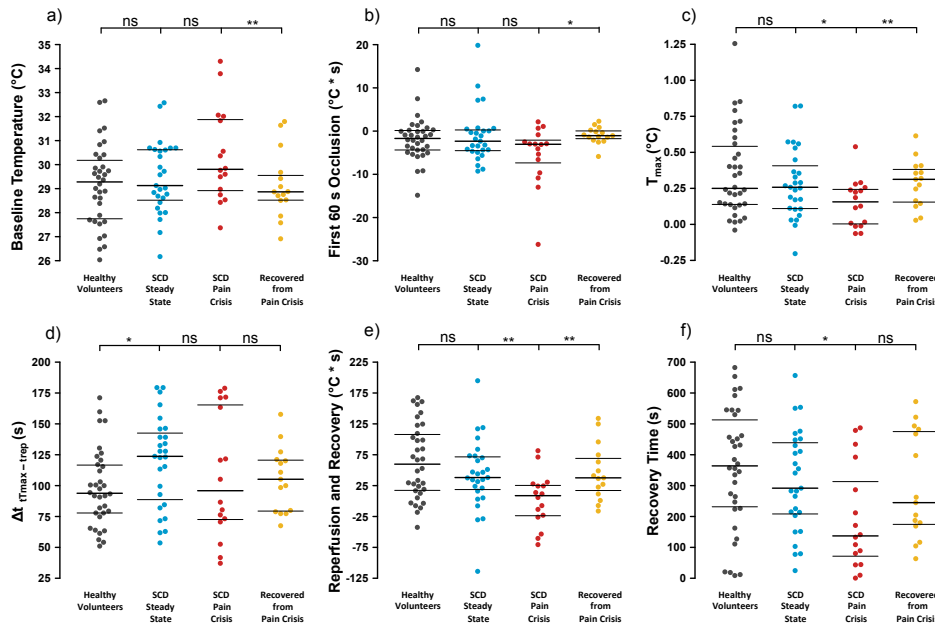 a)
ns
ns
**
Baseline Temperature (°C)
35
34
33
32
31
30
29
28
27
26
Healthy
Volunteers
SCD
Steady
State
SCD
Pain
Crisis
Recovered
from
Pain Crisis
b)
ns
ns
*
First 60 s Occlusion (°C * s)
20
10
0
-10
-20
-30
Healthy
Volunteers
SCD
Steady
State
SCD
Pain
Crisis
Recovered
from
Pain Crisis
c)
ns
*
**
Tmax (°C)
1.25
1.00
0.50
0.25
0.00
-0.25
Healthy
Volunteers
SCD
Steady
State
SCD
Pain
Crisis
Recovered
from
Pain Crisis
d)
*
ns
ns
Δt tTmax – trep (s)
200
175
150
125
100
75
50
25
Healthy
Volunteers
SCD
Steady
State
SCD
Pain
Crisis
Recovered
from
Pain Crisis
e)
ns
**
**
Reperfusion and Recovery (°C * s)
225
175
125
75
25
-25
-75
-125
Healthy
Volunteers
SCD
Steady
State
SCD
Pain
Crisis
Recovered
from
Pain Crisis
f)
ns
*
ns
Recovery Time (s)
700
600
500
400
300
200
100
0
Healthy
Volunteers
SCD
Steady
State
SCD
Pain
Crisis
Recovered
from
Pain Crisis